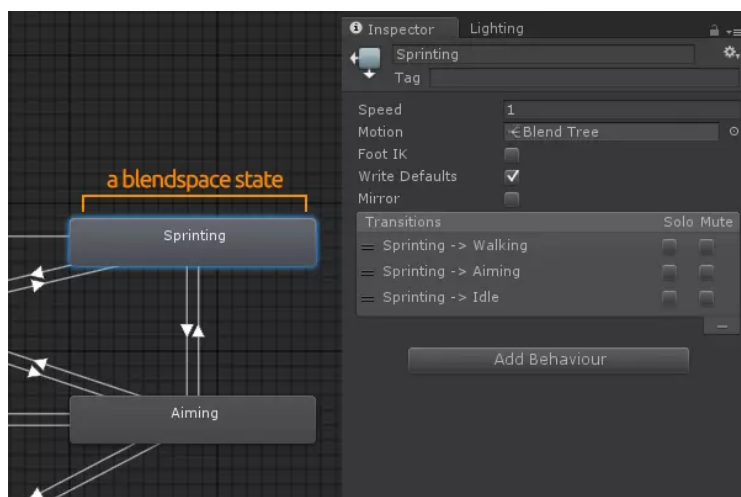 a blendspace state
Sprinting
Aiming
Inspector
Lighting
Sprinting
Tag
Speed 1
Motion Blend Tree
Foot IK
Write Defaults
Mirror
Transitions Solo Mute
Sprinting -> Walking
Sprinting -> Aiming
Sprinting -> Idle
Add Behaviour